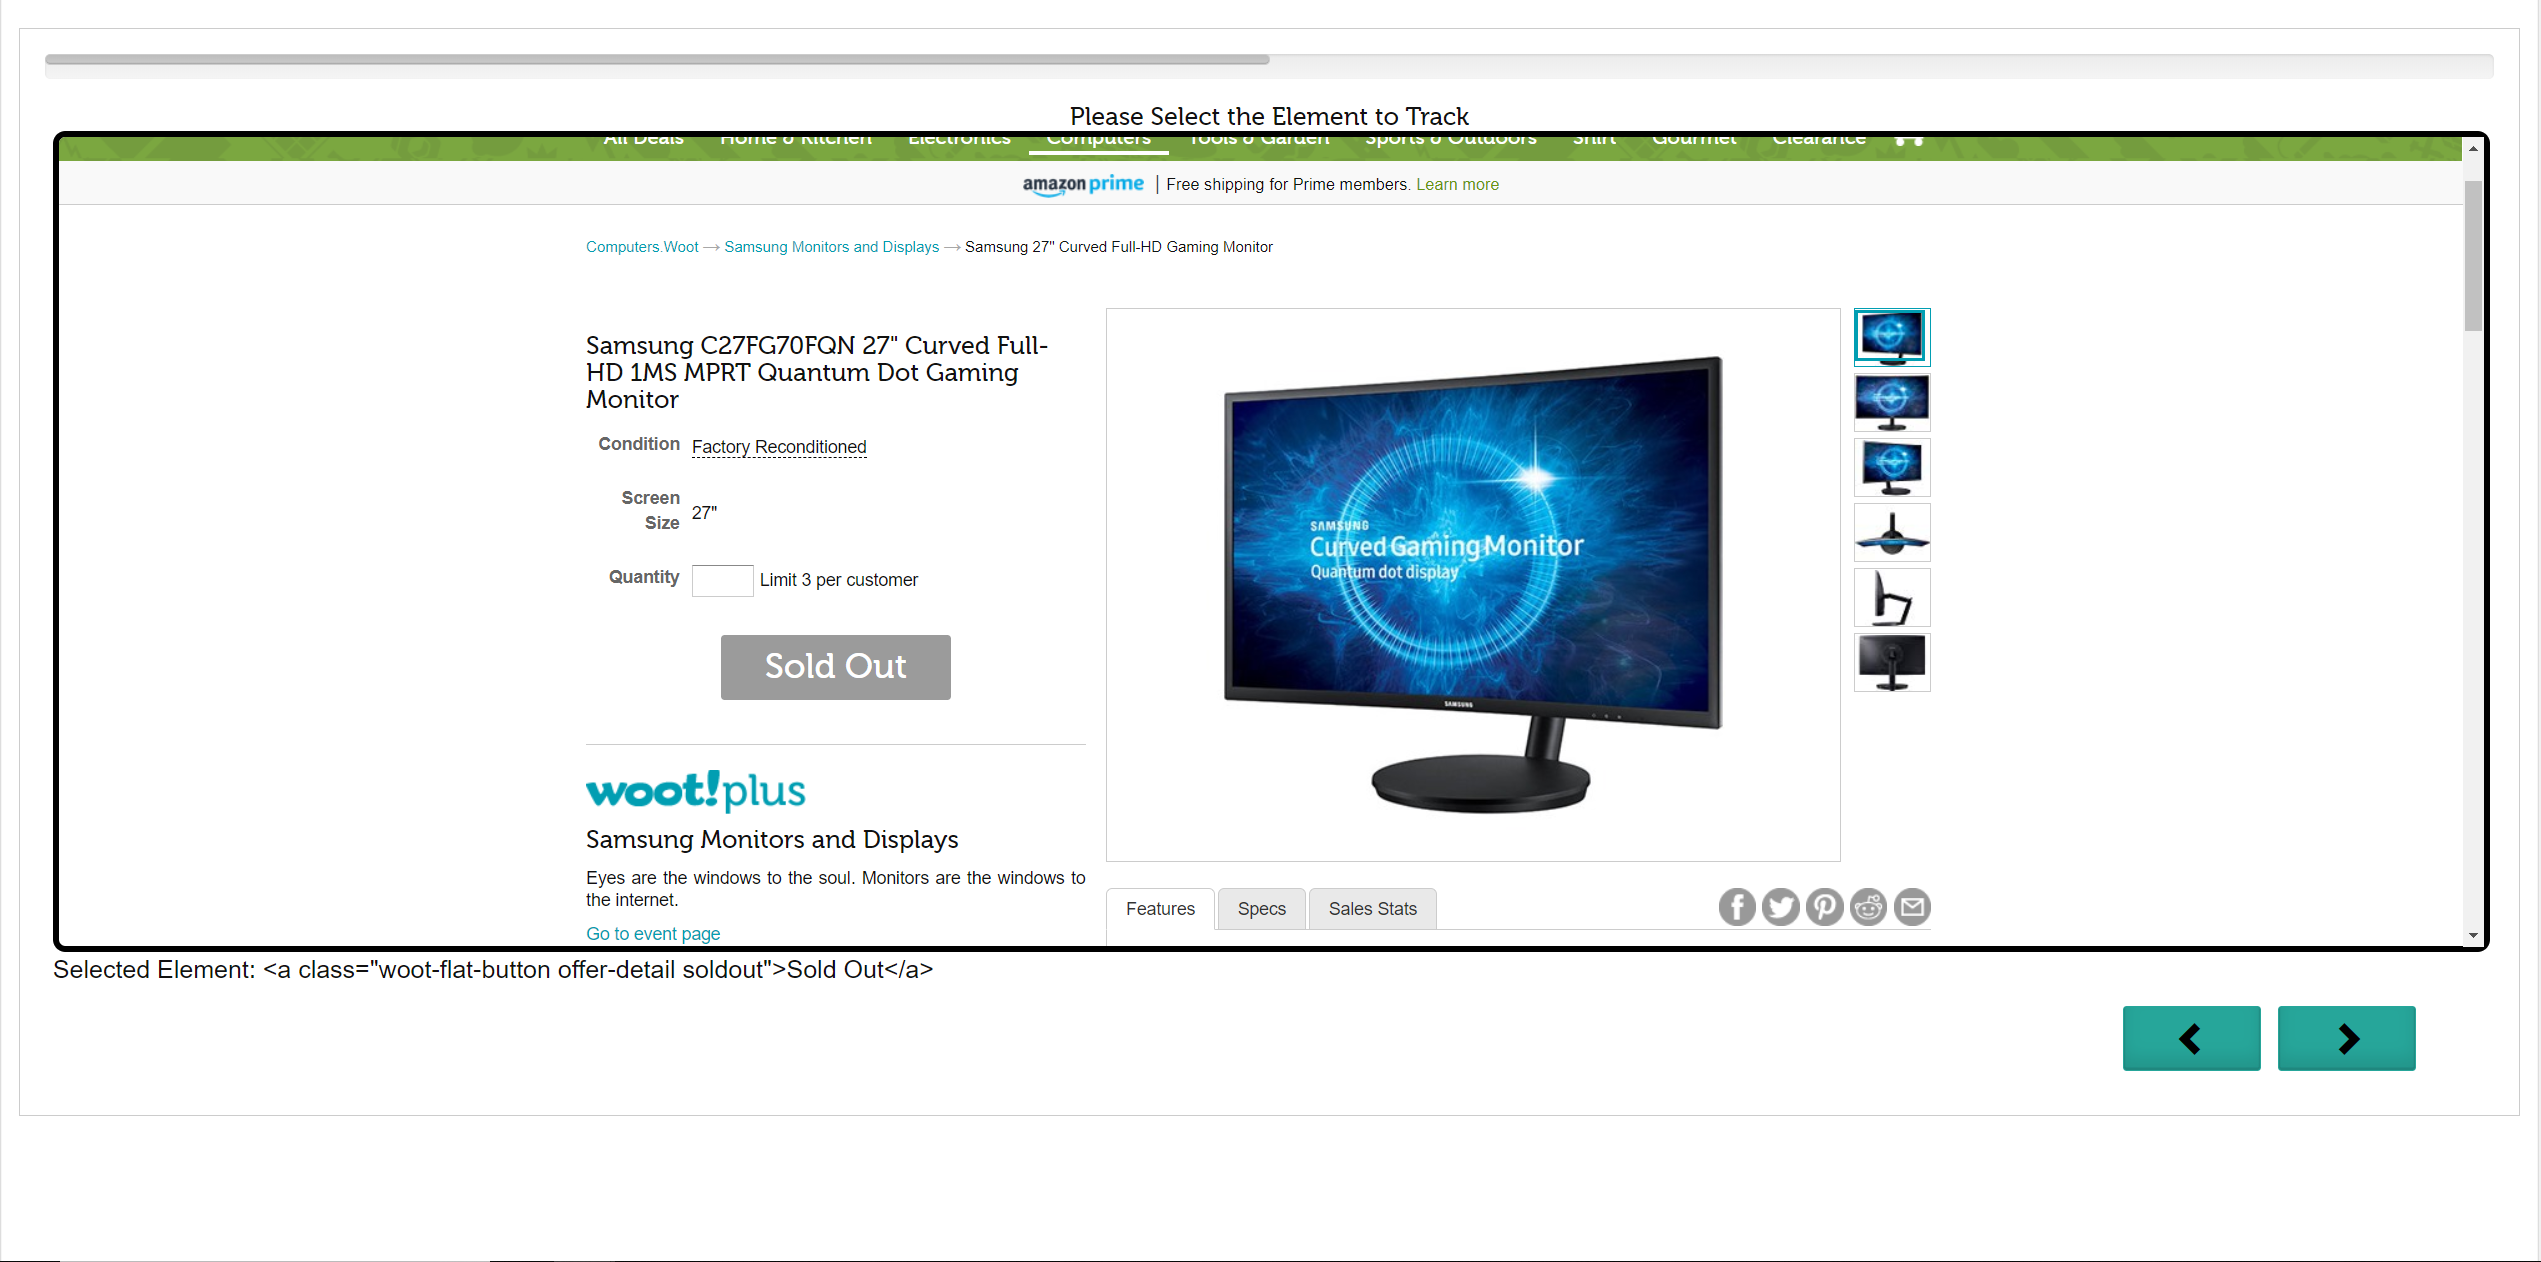 Please Select the Element to Track
All Deals Home & Kitchen Electronics Computers Tools & Garden Sports & Outdoors Shirt Gourmet Clearance
amazon prime | Free shipping for Prime members. Learn more
Computers.Woot → Samsung Monitors and Displays → Samsung 27" Curved Full-HD Gaming Monitor
Samsung C27FG70FQN 27" Curved Full-
HD 1MS MPRT Quantum Dot Gaming
Monitor
Condition Factory Reconditioned
Screen
Size 27"
Quantity Limit 3 per customer
Sold Out
SAMSUNG
Curved Gaming Monitor
Quantum dot display
SAMSUNG
woot!plus
Samsung Monitors and Displays
Eyes are the windows to the soul. Monitors are the windows to
the internet.
Go to event page
Features Specs Sales Stats
Selected Element: <a class="woot-flat-button offer-detail soldout">Sold Out</a>